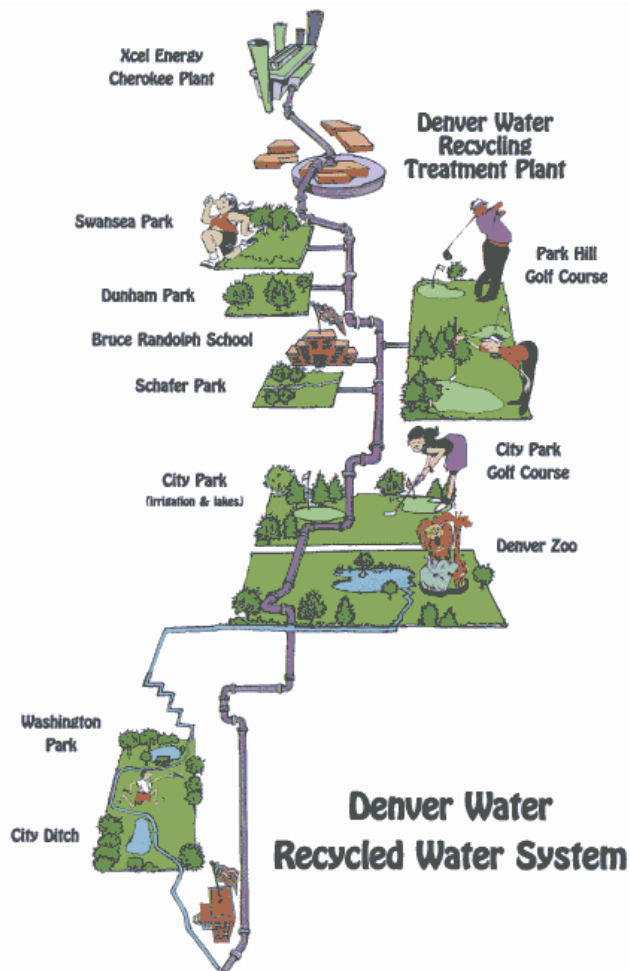 Xcel Energy
Cherokee Plant
Denver Water
Recycling
Treatment Plant
Swansea Park
Park Hill
Golf Course
Dunham Park
Bruce Randolph School
Schafer Park
City Park
Golf Course
City Park
(irrigation & lakes)
Denver Zoo
Washington
Park
City Ditch
Denver Water
Recycled Water System